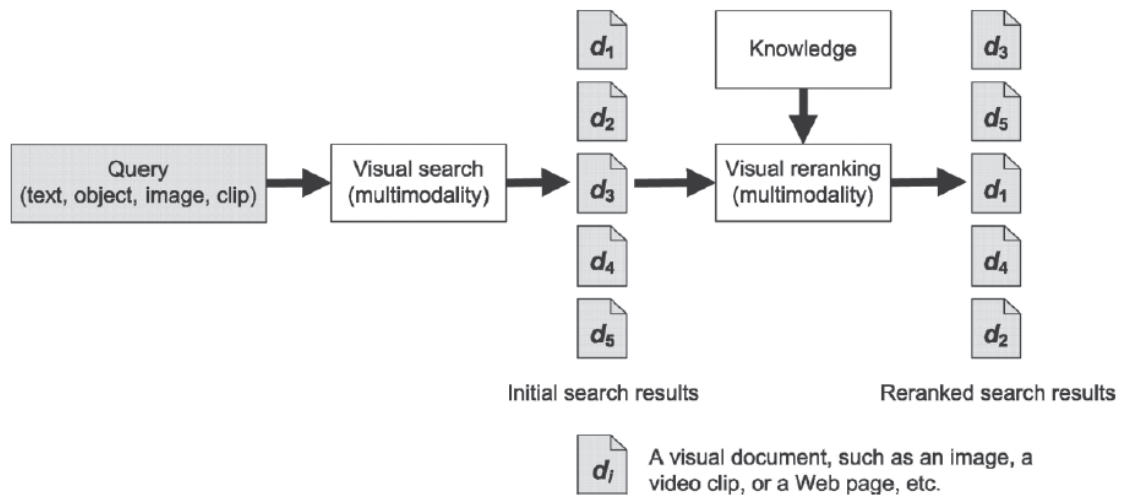 Query
(text, object, image, clip)
Visual search
(multimodality)
d1
d2
d3
d4
d5
Initial search results
Knowledge
Visual reranking
(multimodality)
d3
d5
d1
d4
d2
Reranked search results
di
A visual document, such as an image, a
video clip, or a Web page, etc.